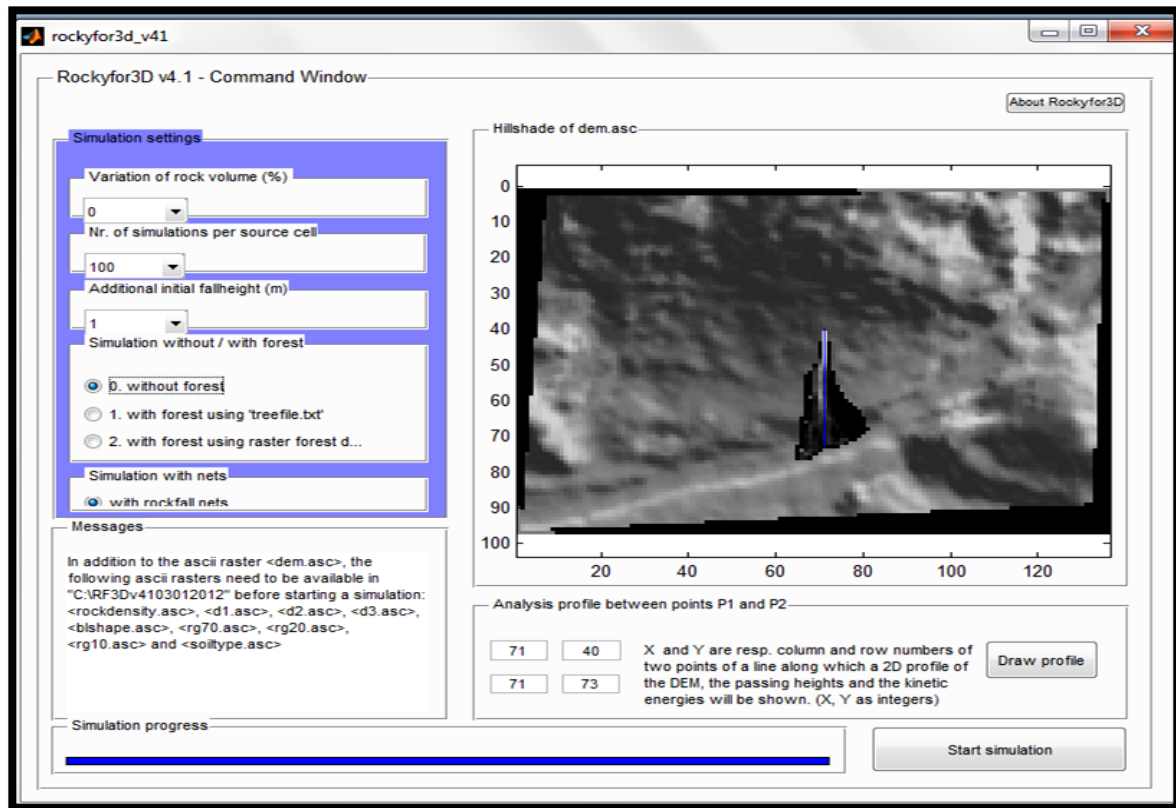 rockyfor3d_v41
Rockyfor3D v4.1 - Command Window
About Rockyfor3D
Simulation settings
Variation of rock volume (%)
0
Nr. of simulations per source cell
100
Additional initial fallheight (m)
1
Simulation without / with forest
0. without forest
1. with forest using 'treefile.txt'
2. with forest using raster forest d...
Simulation with nets
with rockfall nets
Messages
In addition to the ascii raster <dem.asc>, the
following ascii rasters need to be available in
"C:\RF3Dv4103012012" before starting a simulation:
<rockdensity.asc>, <d1.asc>, <d2.asc>, <d3.asc>,
<blshape.asc>, <rg70.asc>, <rg20.asc>,
<rg10.asc> and <soiltype.asc>
Hillshade of dem.asc
0
10
20
30
40
50
60
70
80
90
100
20 40 60 80 100 120
Analysis profile between points P1 and P2
71 40
71 73
X and Y are resp. column and row numbers of
two points of a line along which a 2D profile of
the DEM, the passing heights and the kinetic
energies will be shown. (X, Y as integers)
Draw profile
Simulation progress
Start simulation